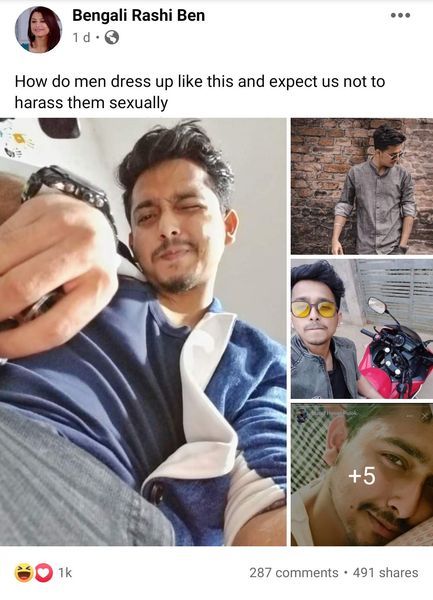 Bengali Rashi Ben
1 d
How do men dress up like this and expect us not to
harass them sexually
+5
1k
287 comments • 491 shares